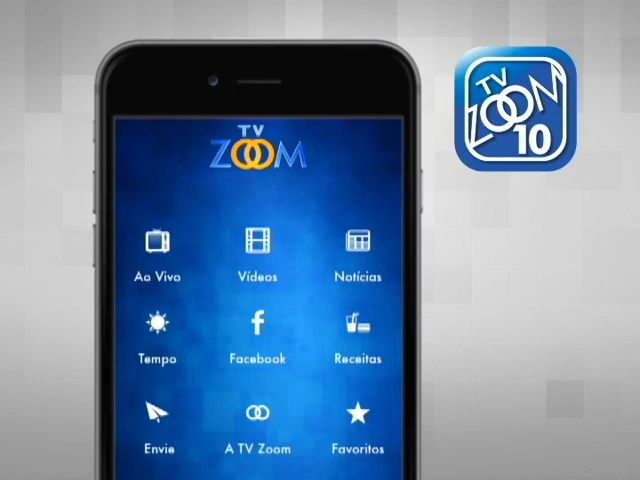 TV
ZOOM
TV
ZOOM
10
Ao Vivo
Vídeos
Notícias
Tempo
Facebook
Receitas
Envie
A TV Zoom
Favoritos